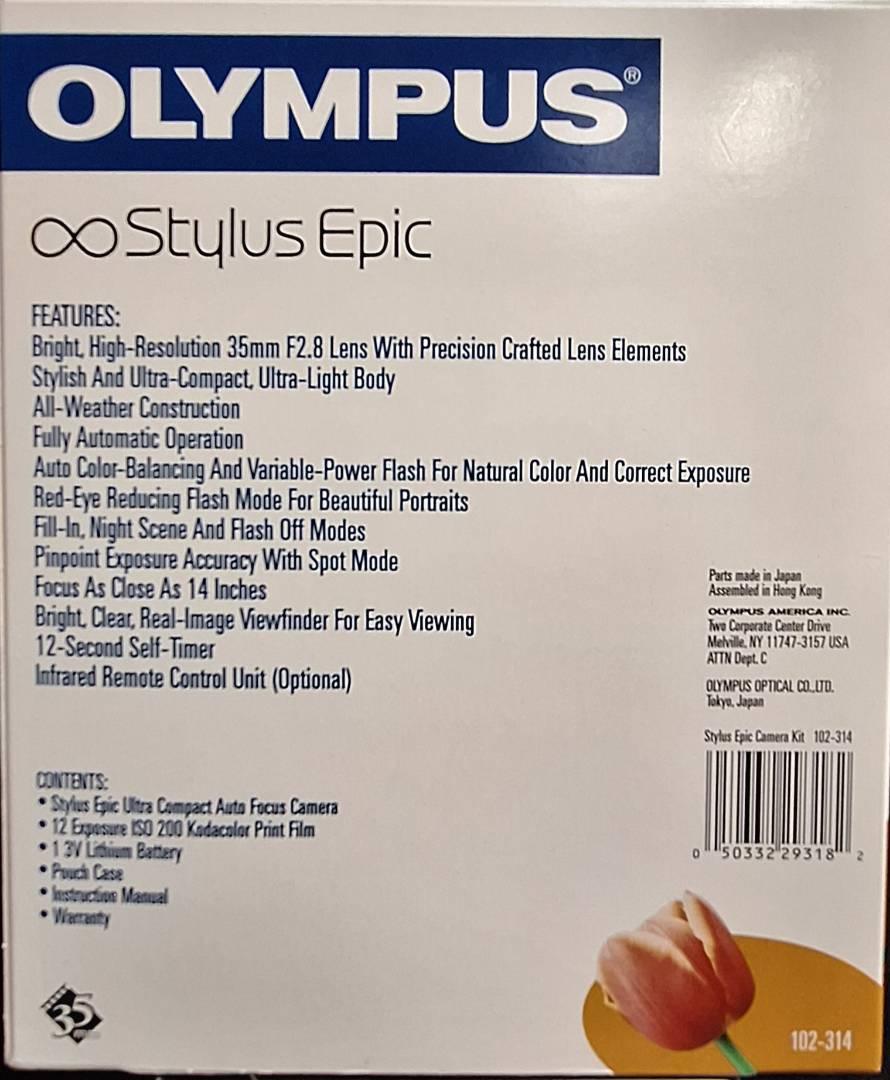 OLYMPUS®
∞ Stylus Epic
FEATURES:
Bright, High-Resolution 35mm F2.8 Lens With Precision Crafted Lens Elements
Stylish And Ultra-Compact, Ultra-Light Body
All-Weather Construction
Fully Automatic Operation
Auto Color-Balancing And Variable-Power Flash For Natural Color And Correct Exposure
Red-Eye Reducing Flash Mode For Beautiful Portraits
Fill-In, Night Scene And Flash Off Modes
Pinpoint Exposure Accuracy With Spot Mode
Focus As Close As 14 Inches
Bright, Clear, Real-Image Viewfinder For Easy Viewing
12-Second Self-Timer
Infrared Remote Control Unit (Optional)
Parts made in Japan
Assembled in Hong Kong
OLYMPUS AMERICA INC.
Two Corporate Center Drive
Melville, NY 11747-3157 USA
ATTN Dept. C
OLYMPUS OPTICAL CO.,LTD.
Tokyo, Japan
Stylus Epic Camera Kit 102-314
0 50332 29318 2
CONTENTS:
• Stylus Epic Ultra Compact Auto Focus Camera
• 12 Exposure ISO 200 Kodacolor Print Film
• 1 3V Lithium Battery
• Pouch Case
• Instruction Manual
• Warranty
35
102-314